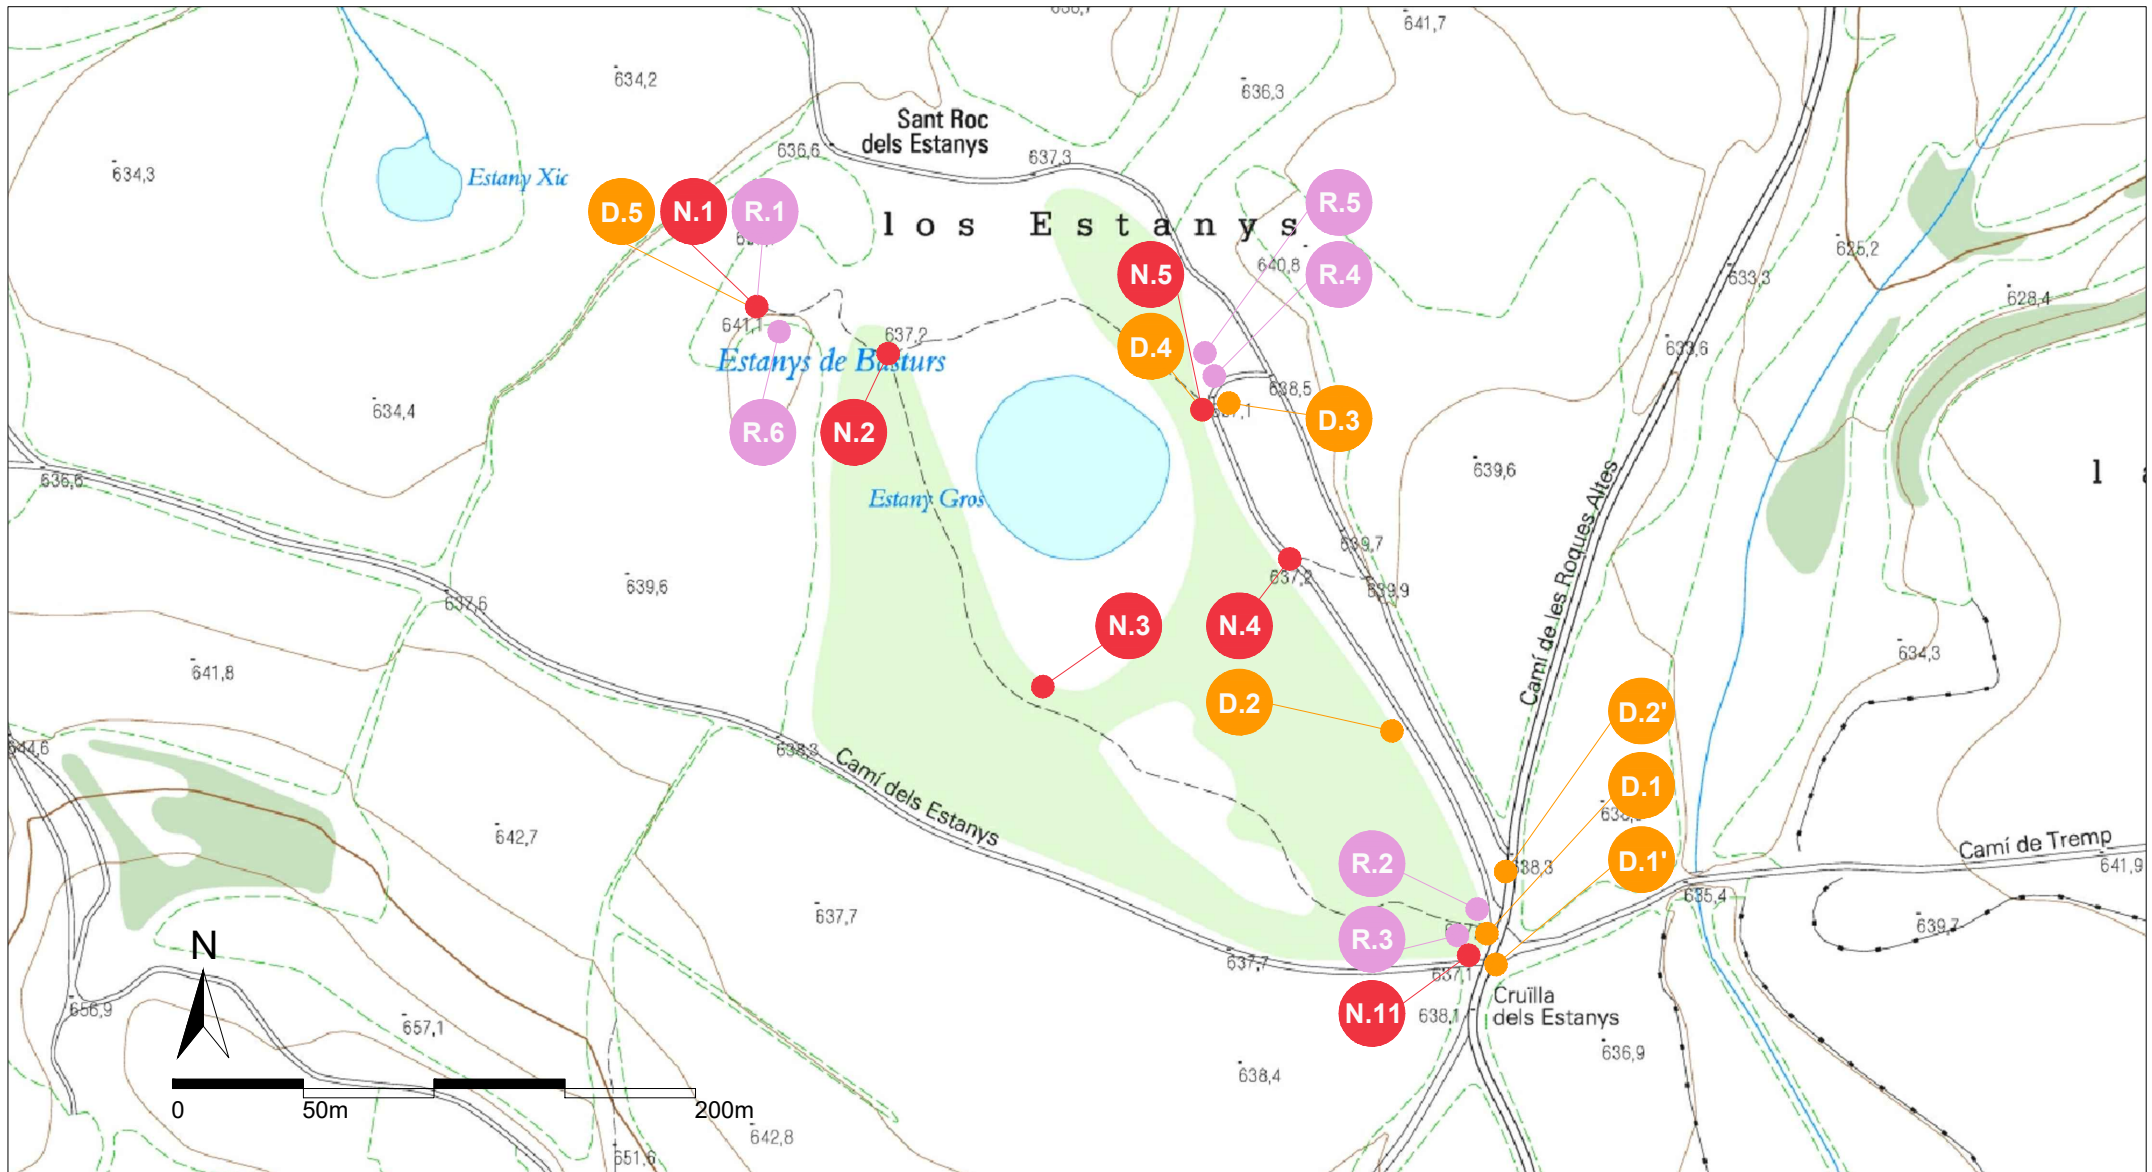 641,7
634,2
636,3
Sant Roc
dels Estanys
636,6
637,3
634,3
Estany Xic
D.5
N.1
R.1
R.5
los Estanys
625,2
640,8
N.5
R.4
633,3
628,4
641,1
637,2
Estanys de Basturs
D.4
633,6
638,5
634,4
D.3
R.6
N.2
639,6
l
636,6
Estany Gros
Camí de les Roques Altes
639,7
637,2
639,9
639,6
637,6
N.3
N.4
634,3
641,8
D.2
D.2'
638,3
Camí dels Estanys
D.1
642,7
Camí de Tremp
641,9
R.2
638,3
D.1'
635,4
637,7
639,7
R.3
N
637,7
637,1
Cruïlla
dels Estanys
N.11
638,1
656,9
657,1
636,9
638,4
0
50m
200m
642,8
651,6